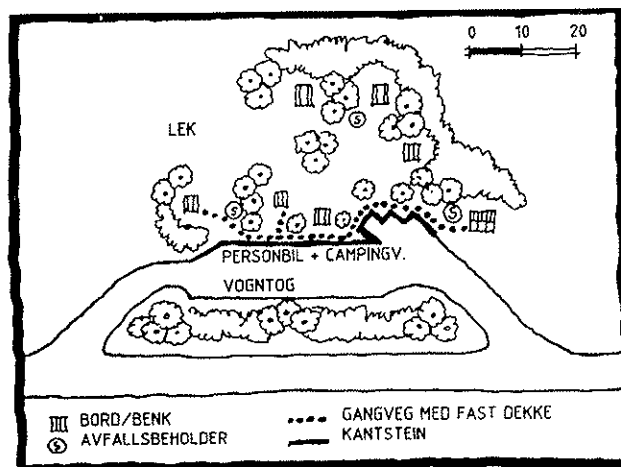 0 10 20
LEK
PERSONBIL + CAMPINGV.
VOGNTOG
BORD/BENK
GANGVEG MED FAST DEKKE
S AVFALLSBEHOLDER
KANTSTEIN